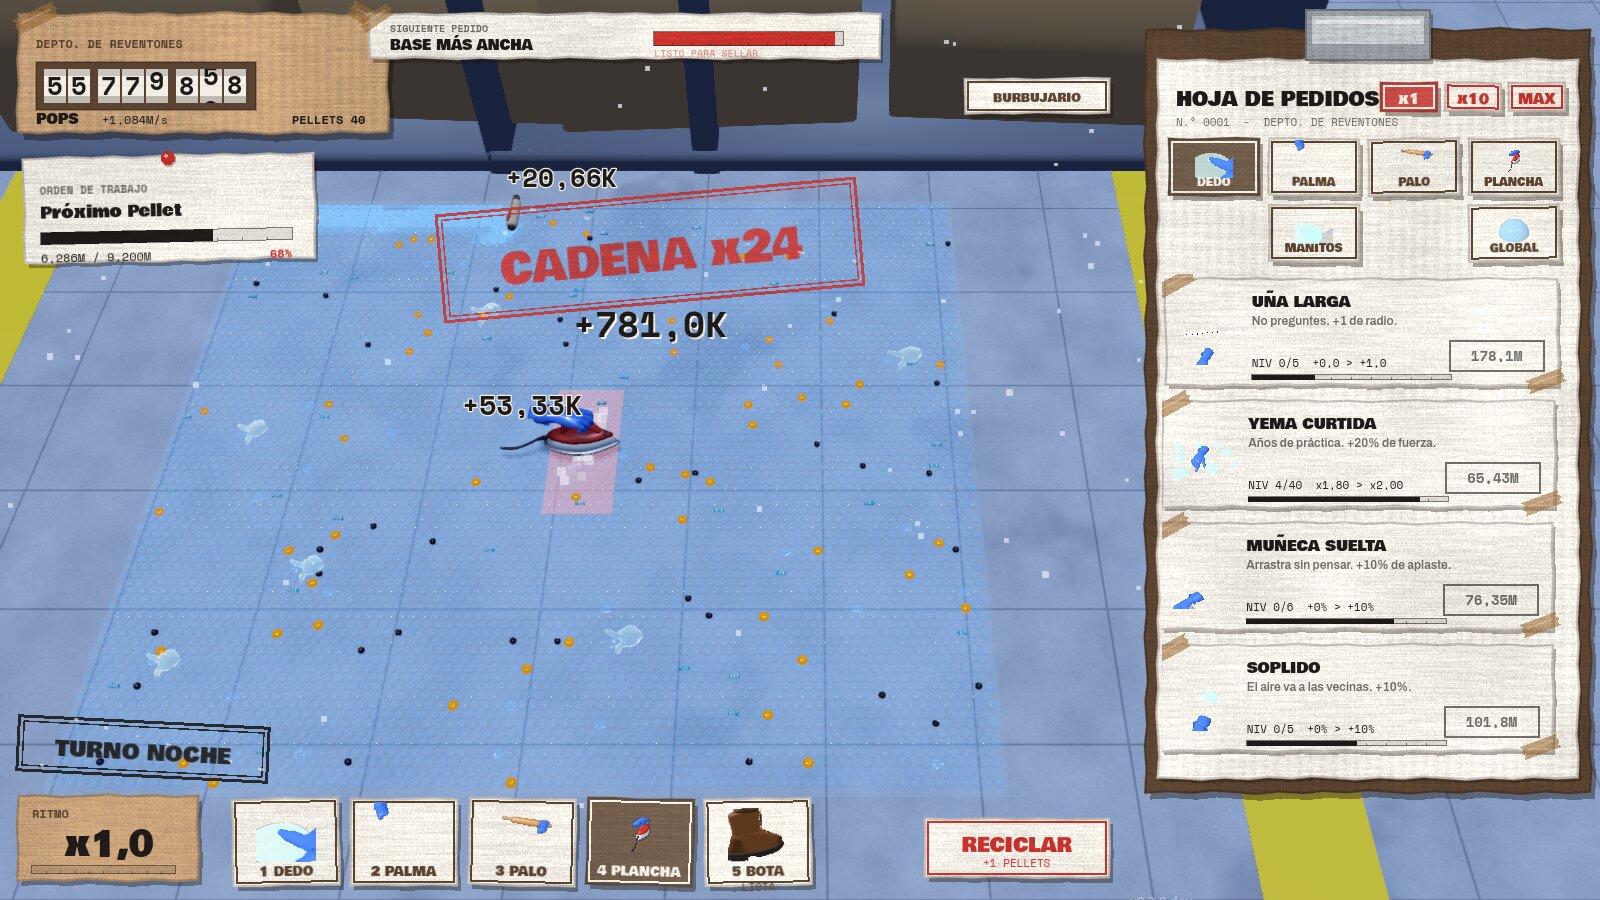 DEPTO. DE REVENTONES
55 779 858
POPS +1,084M/s PELLETS 40
SIGUIENTE PEDIDO
BASE MÁS ANCHA
LISTO PARA SELLAR
BURBUJARIO
ORDEN DE TRABAJO
Próximo Pellet
68%
6,286M / 9,200M
+20,66K
CADENA x24
+781,0K
+53,33K
HOJA DE PEDIDOS
x1
x10
MAX
N.° 0001 - DEPTO. DE REVENTONES
DEDO
PALMA
PALO
PLANCHA
MANITOS
GLOBAL
UÑA LARGA
No preguntes. +1 de radio.
NIV 0/5 +0,0 > +1,0
178,1M
YEMA CURTIDA
Años de práctica. +20% de fuerza.
NIV 4/40 x1,80 > x2,00
65,43M
MUÑECA SUELTA
Arrastra sin pensar. +10% de aplaste.
NIV 0/6 +0% > +10%
76,35M
SOPLIDO
El aire va a las vecinas. +10%.
NIV 0/5 +0% > +10%
101,8M
TURNO NOCHE
RITMO
x1,0
1 DEDO
2 PALMA
3 PALO
4 PLANCHA
5 BOTA
LISTA
RECICLAR
+1 PELLETS